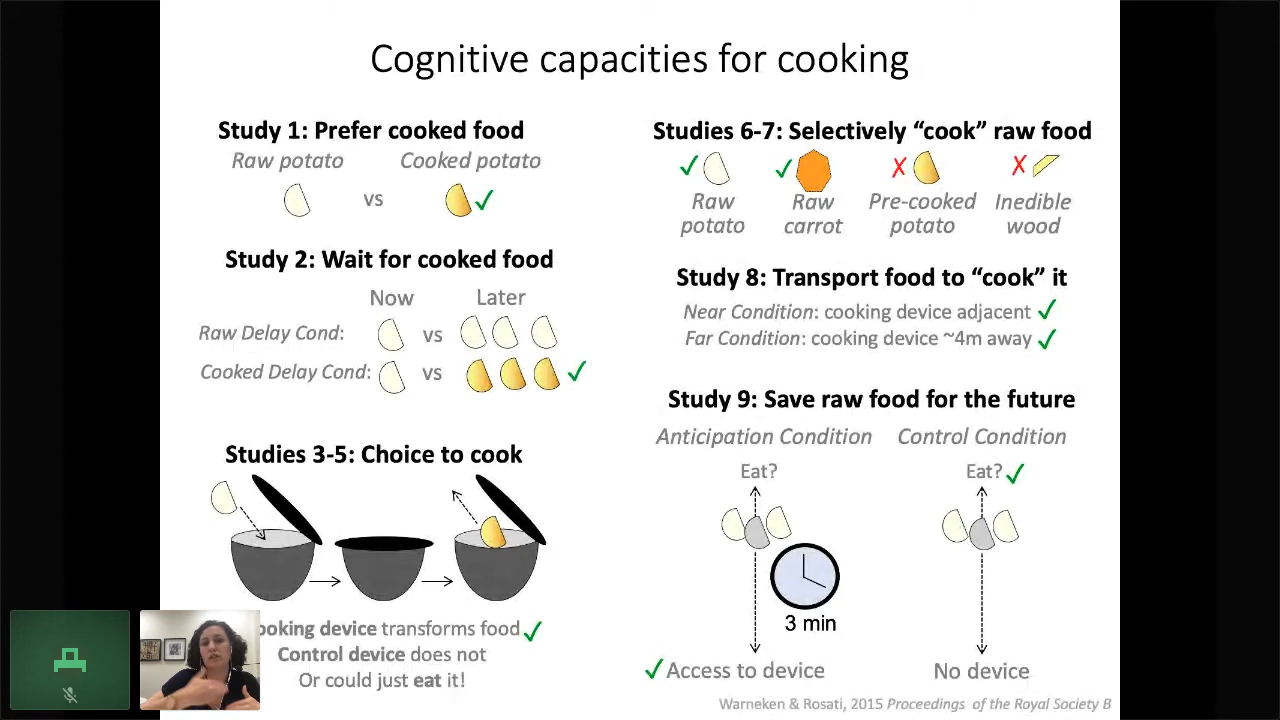 Cognitive capacities for cooking
Study 1: Prefer cooked food
Raw potato Cooked potato
vs
Study 2: Wait for cooked food
Now Later
Raw Delay Cond: vs
Cooked Delay Cond: vs
Studies 3-5: Choice to cook
ooking device transforms food
Control device does not
Or could just eat it!
Studies 6-7: Selectively “cook” raw food
Raw potato
Raw carrot
Pre-cooked potato
Inedible wood
Study 8: Transport food to “cook” it
Near Condition: cooking device adjacent
Far Condition: cooking device ~4m away
Study 9: Save raw food for the future
Anticipation Condition Control Condition
Eat? Eat?
3 min
Access to device No device
Warneken & Rosati, 2015 Proceedings of the Royal Society B